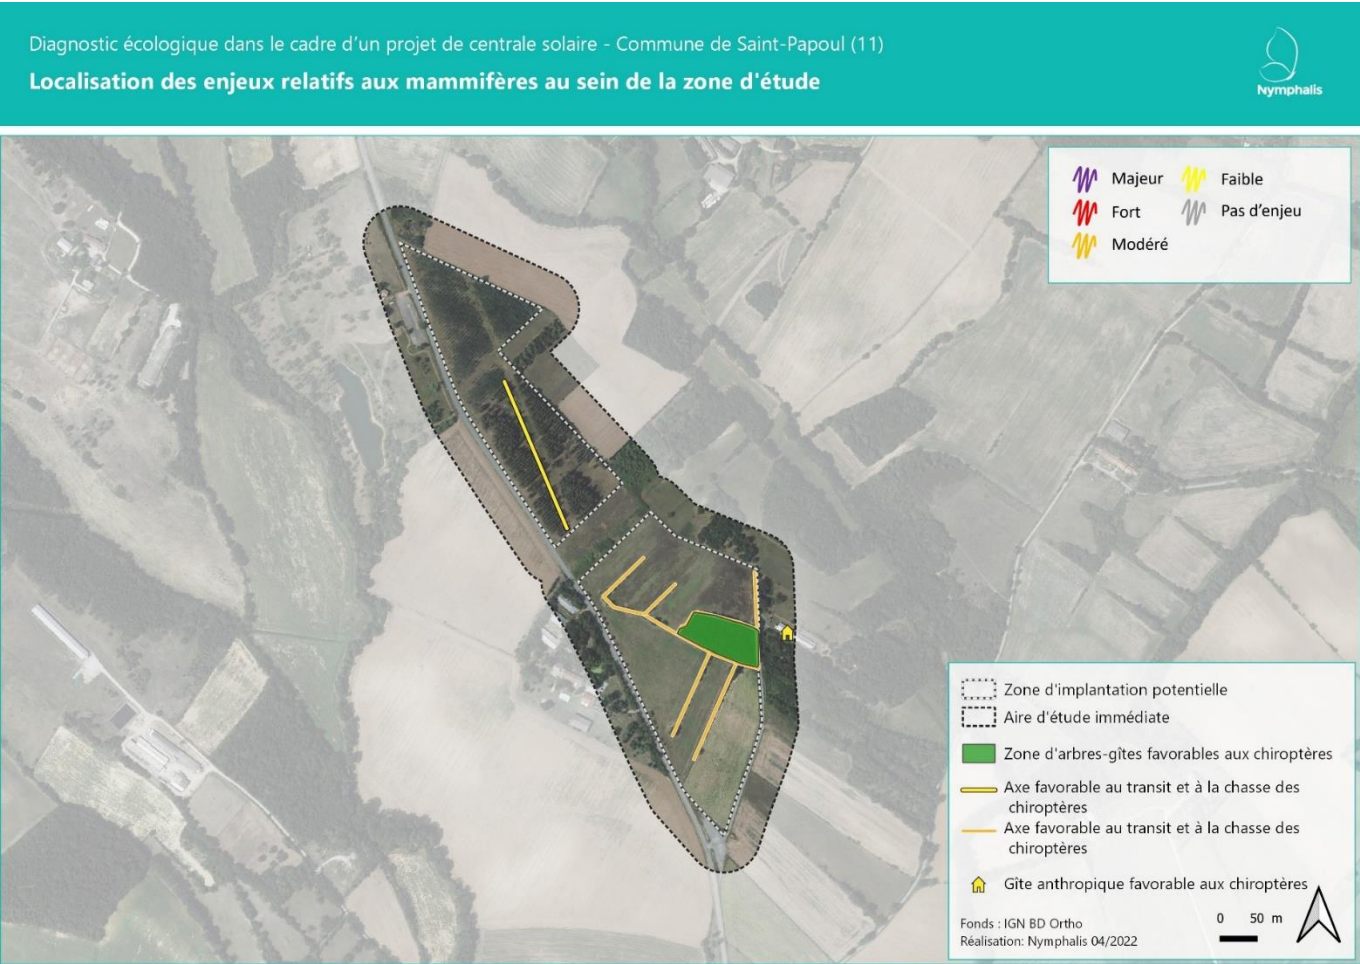 Diagnostic écologique dans le cadre d'un projet de centrale solaire - Commune de Saint-Papoul (11)
Localisation des enjeux relatifs aux mammifères au sein de la zone d'étude
Nymphalis
Majeur
Faible
Fort
Pas d'enjeu
Modéré
Zone d'implantation potentielle
Aire d'étude immédiate
Zone d'arbres-gîtes favorables aux chiroptères
Axe favorable au transit et à la chasse des
chiroptères
Axe favorable au transit et à la chasse des
chiroptères
Gîte anthropique favorable aux chiroptères
Fonds : IGN BD Ortho
Réalisation: Nymphalis 04/2022
0 50 m